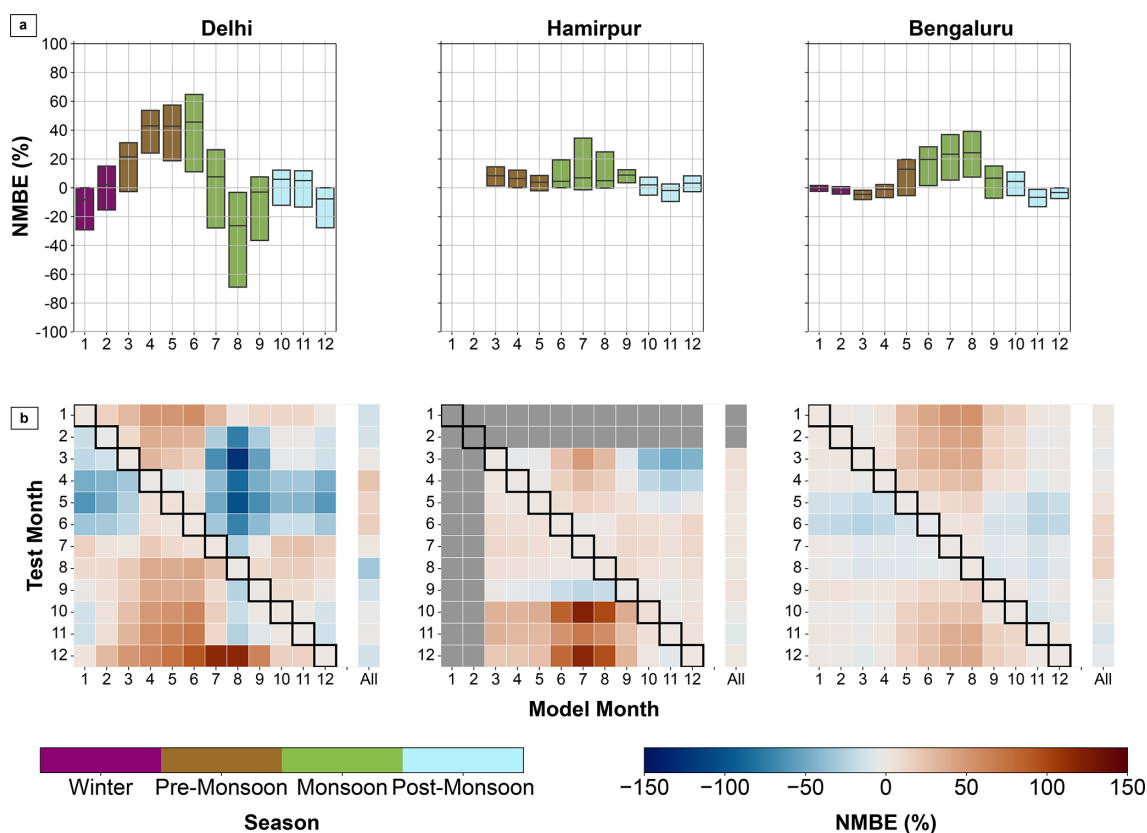 a
Delhi Hamirpur Bengaluru
NMBE (%)
100
80
60
40
20
0
-20
-40
-60
-80
-100
1 2 3 4 5 6 7 8 9 10 11 12 1 2 3 4 5 6 7 8 9 10 11 12 1 2 3 4 5 6 7 8 9 10 11 12
b
Test Month
1
2
3
4
5
6
7
8
9
10
11
12
1 2 3 4 5 6 7 8 9 10 11 12 All 1 2 3 4 5 6 7 8 9 10 11 12 All 1 2 3 4 5 6 7 8 9 10 11 12 All
Model Month
Winter Pre-Monsoon Monsoon Post-Monsoon
Season
−150 −100 −50 0 50 100 150
NMBE (%)